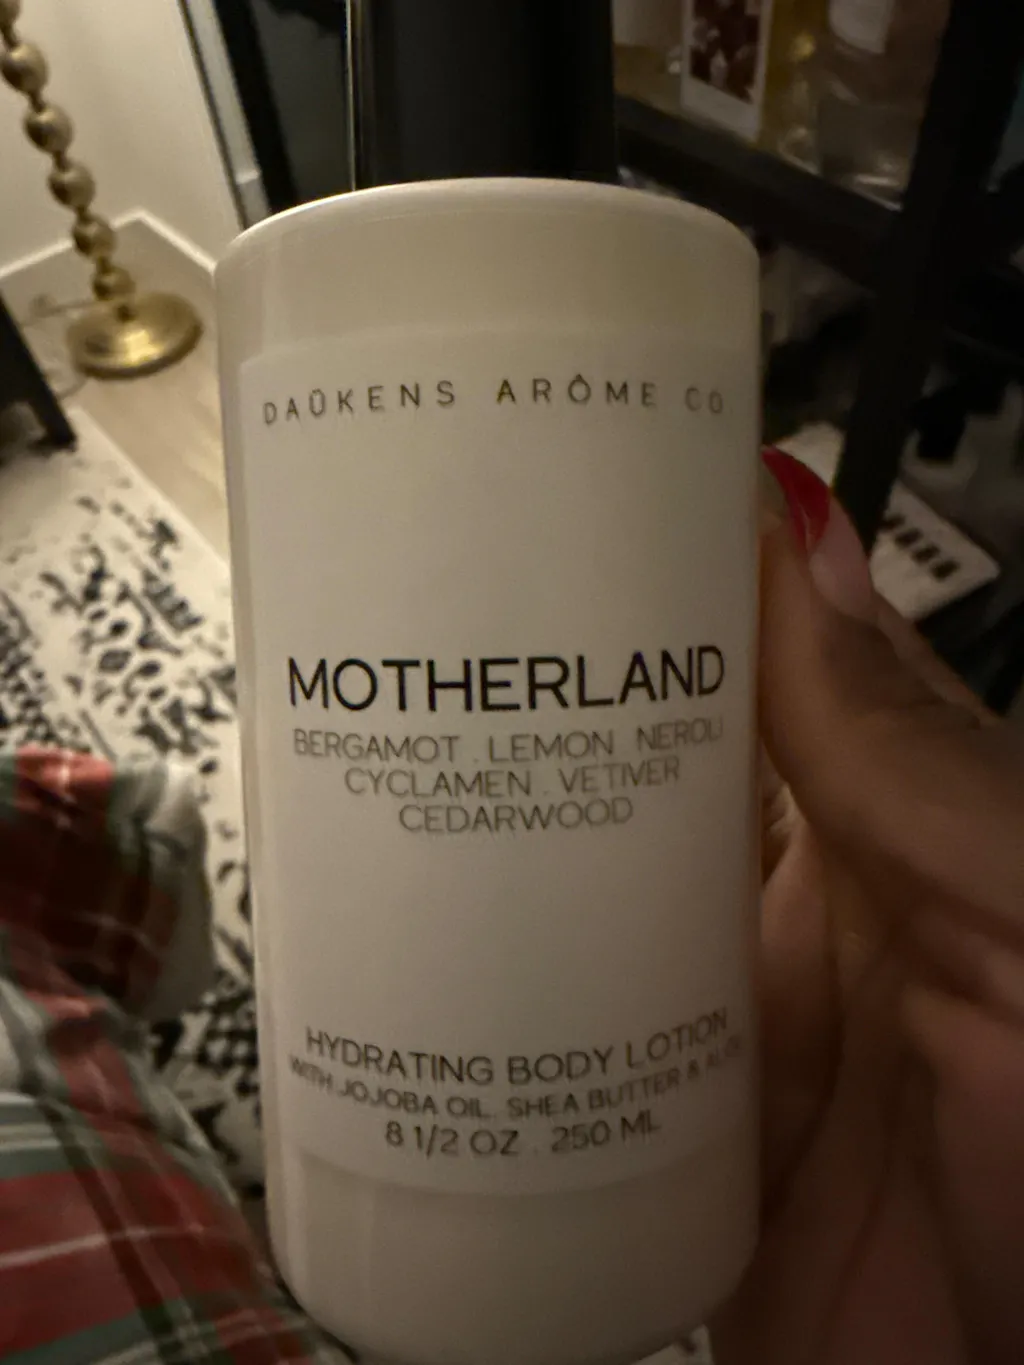 DAŪKENS ARÔME CO.
MOTHERLAND
BERGAMOT . LEMON . NEROLI
CYCLAMEN . VETIVER
CEDARWOOD
HYDRATING BODY LOTION
WITH JOJOBA OIL, SHEA BUTTER & ALOE
8 1/2 OZ . 250 ML